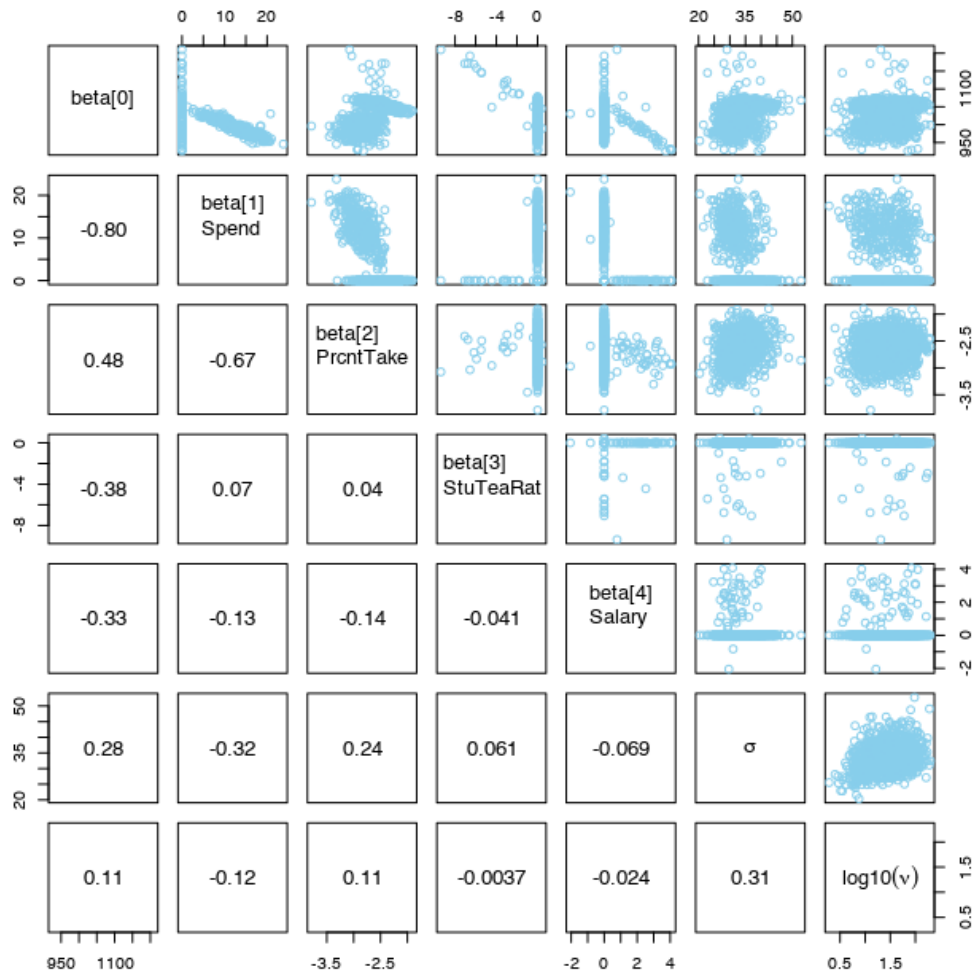 0 10 20
-8 -4 0
20 35 50
beta[0]
950 1100
0 10 20
-0.80
beta[1]
Spend
0.48
-0.67
beta[2]
PrcntTake
-3.5 -2.5
-8 -4 0
-0.38
0.07
0.04
beta[3]
StuTeaRat
-0.33
-0.13
-0.14
-0.041
beta[4]
Salary
-2 0 2 4
20 35 50
0.28
-0.32
0.24
0.061
-0.069
σ
0.11
-0.12
0.11
-0.0037
-0.024
0.31
log10(ν)
0.5 1.5
950 1100
-3.5 -2.5
-2 0 2 4
0.5 1.5